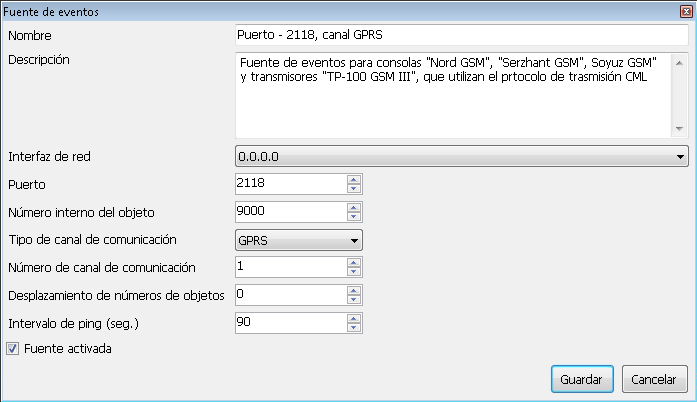 Fuente de eventos
Nombre
Puerto - 2118, canal GPRS
Descripción
Fuente de eventos para consolas "Nord GSM", "Serzhant GSM", Soyuz GSM"
y transmisores "TP-100 GSM III", que utilizan el prtocolo de trasmisión CML
Interfaz de red
0.0.0.0
Puerto
2118
Número interno del objeto
9000
Tipo de canal de comunicación
GPRS
Número de canal de comunicación
1
Desplazamiento de números de objetos
0
Intervalo de ping (seg.)
90
Fuente activada
Guardar
Cancelar